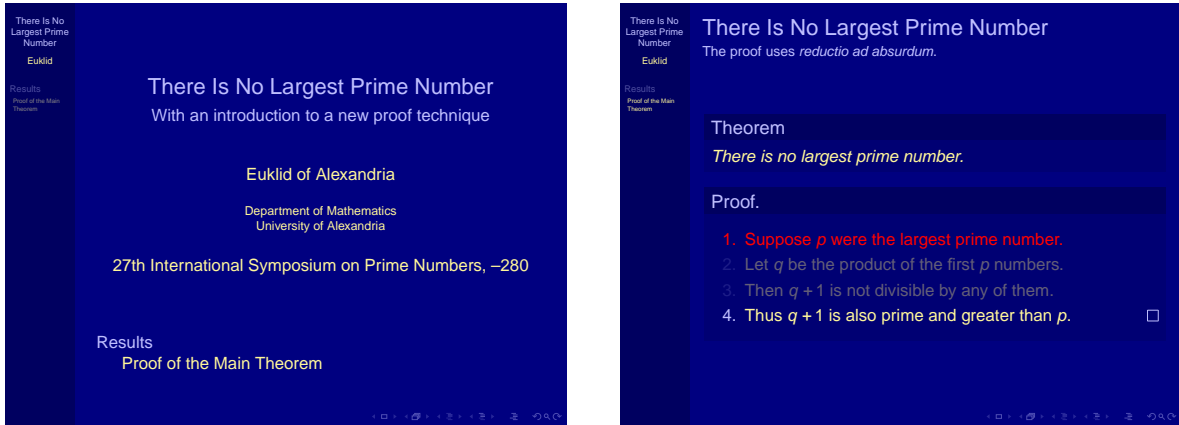 There Is No
Largest Prime
Number
Euklid
Results
Proof of the Main
Theorem
There Is No Largest Prime Number
With an introduction to a new proof technique
Euklid of Alexandria
Department of Mathematics
University of Alexandria
27th International Symposium on Prime Numbers, –280
Results
Proof of the Main Theorem
There Is No
Largest Prime
Number
Euklid
Results
Proof of the Main
Theorem
There Is No Largest Prime Number
The proof uses reductio ad absurdum.
Theorem
There is no largest prime number.
Proof.
1. Suppose p were the largest prime number.
2. Let q be the product of the first p numbers.
3. Then q + 1 is not divisible by any of them.
4. Thus q + 1 is also prime and greater than p. □